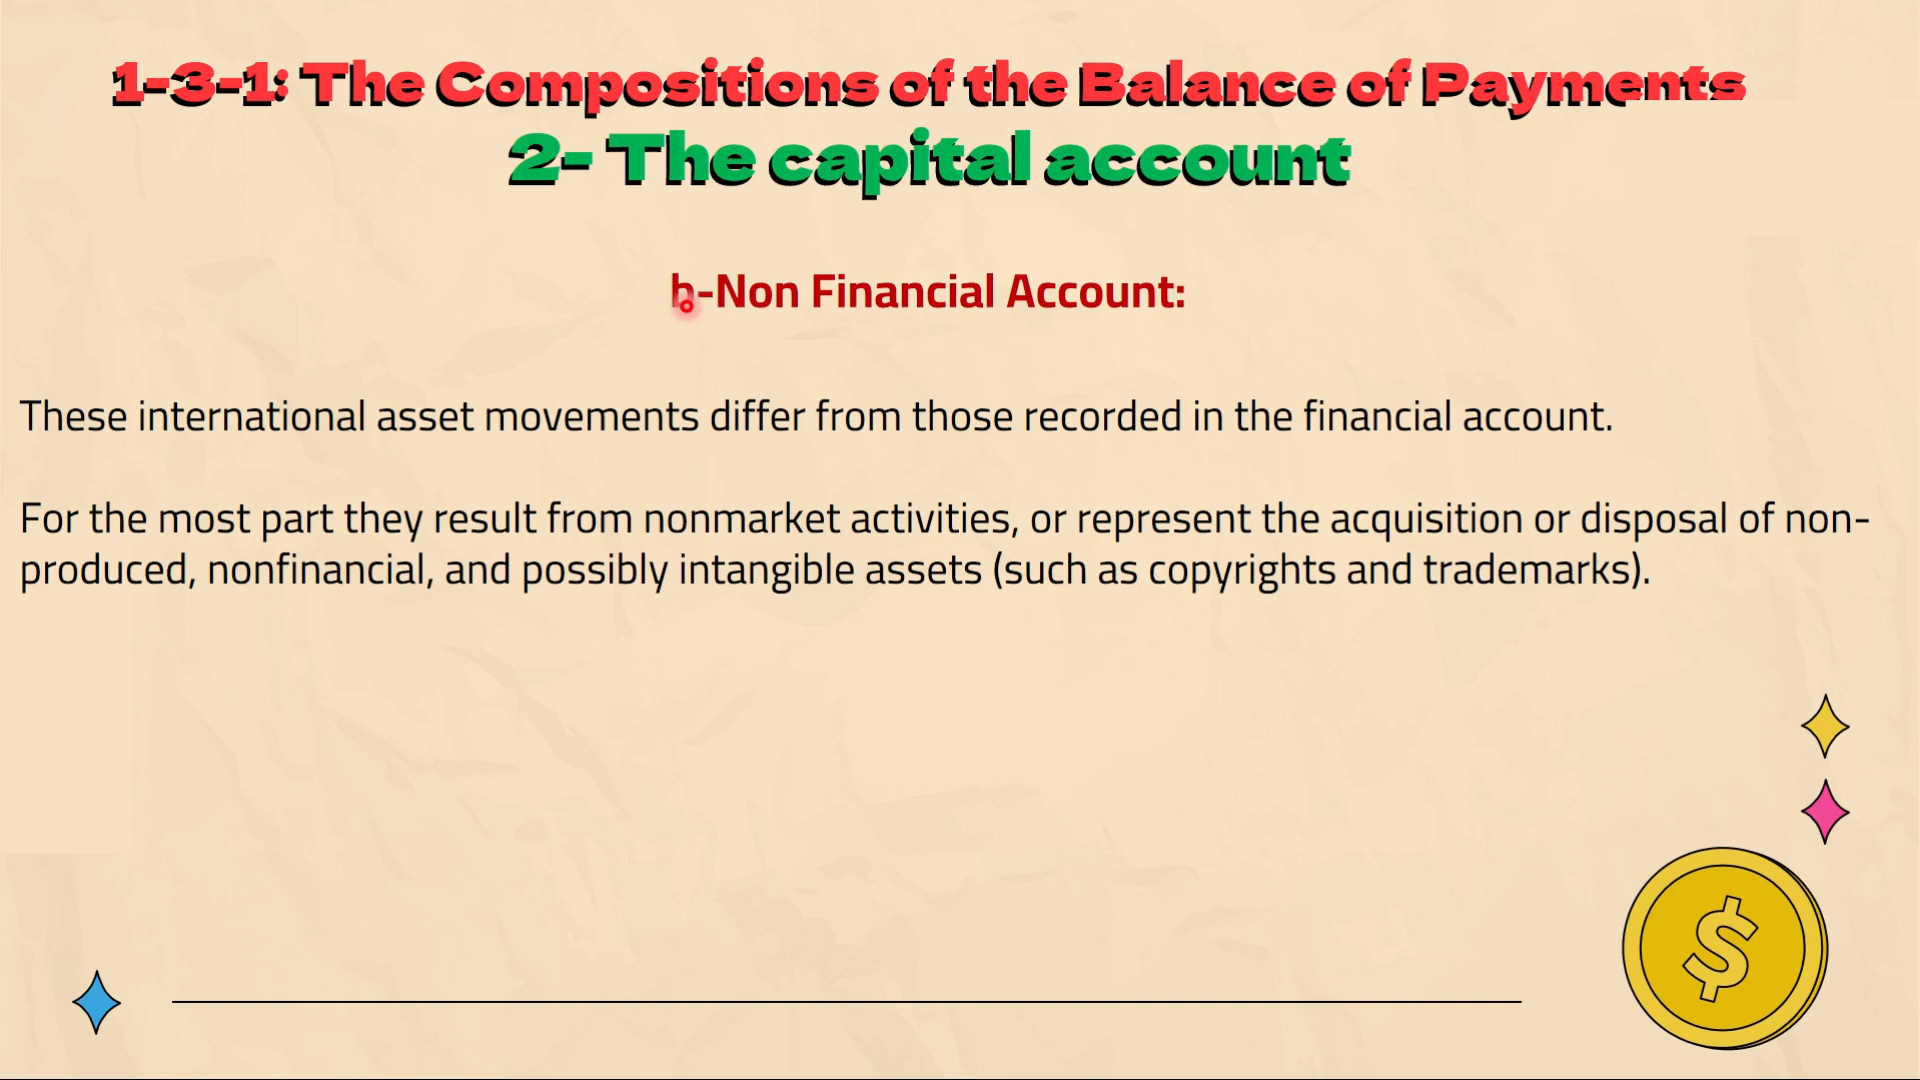 1-3-1: The Compositions of the Balance of Payments
2- The capital account
b-Non Financial Account:
These international asset movements differ from those recorded in the financial account.
For the most part they result from nonmarket activities, or represent the acquisition or disposal of non-
produced, nonfinancial, and possibly intangible assets (such as copyrights and trademarks).
$